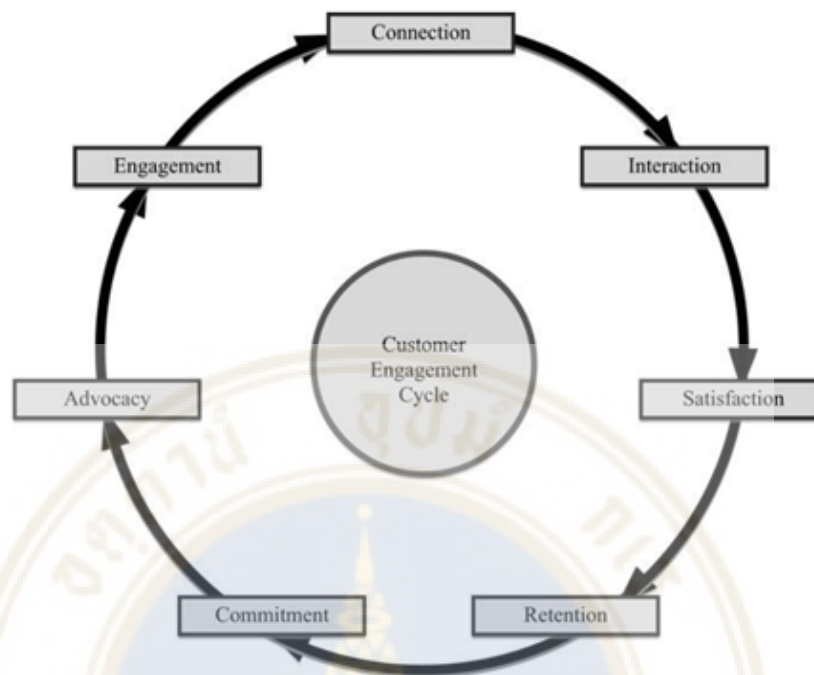 Connection
Engagement
Interaction
Customer
Engagement
Cycle
Advocacy
Satisfaction
Commitment
Retention